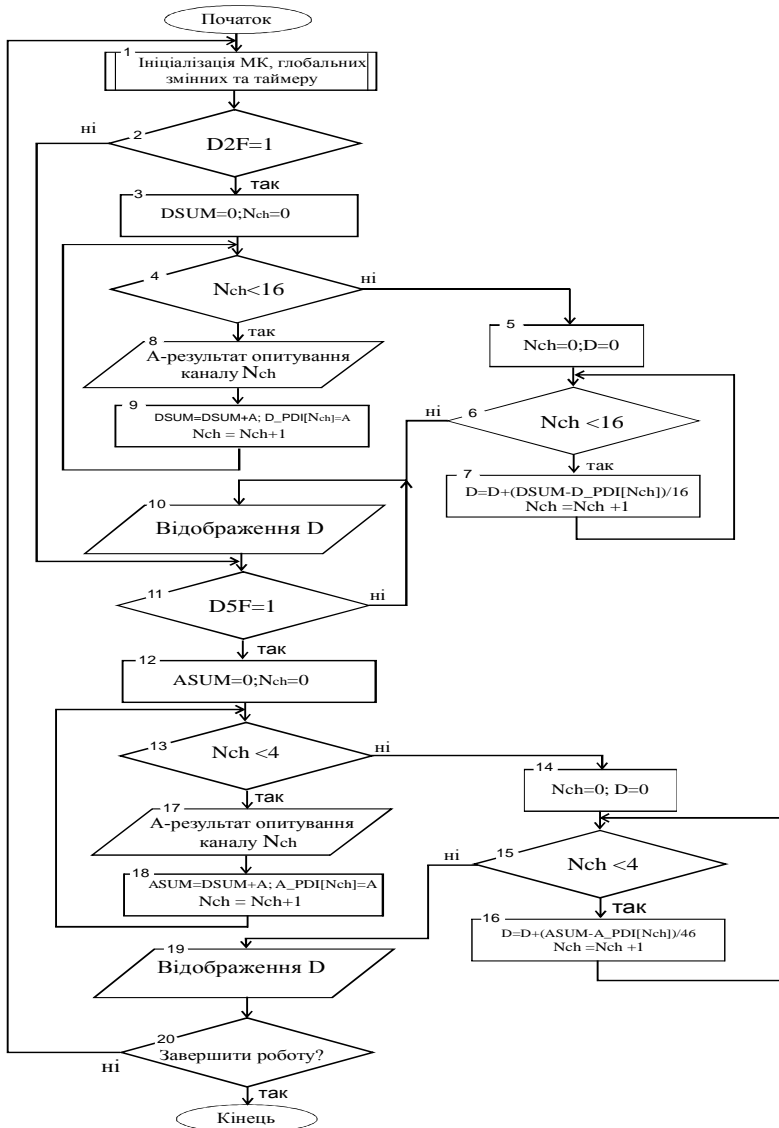 Початок
1
Ініціалізація МК, глобальних
змінних та таймеру
ні
2
D2F=1
так
3
DSUM=0;Nch=0
4
Nch<16
ні
так
5
Nch=0;D=0
8
А-результат опитування
каналу Nch
ні
6
Nch <16
9
DSUM=DSUM+A; D_PDI[Nch]=A
Nch = Nch+1
так
7
D=D+(DSUM-D_PDI[Nch])/16
Nch =Nch +1
10
Відображення D
11
D5F=1
ні
так
12
ASUM=0;Nch=0
13
Nch <4
ні
так
14
Nch=0; D=0
17
А-результат опитування
каналу Nch
ні
15
Nch <4
18
ASUM=DSUM+A; A_PDI[Nch]=A
Nch = Nch+1
так
16
D=D+(ASUM-A_PDI[Nch])/46
Nch =Nch +1
19
Відображення D
20
Завершити роботу?
ні
так
Кінець